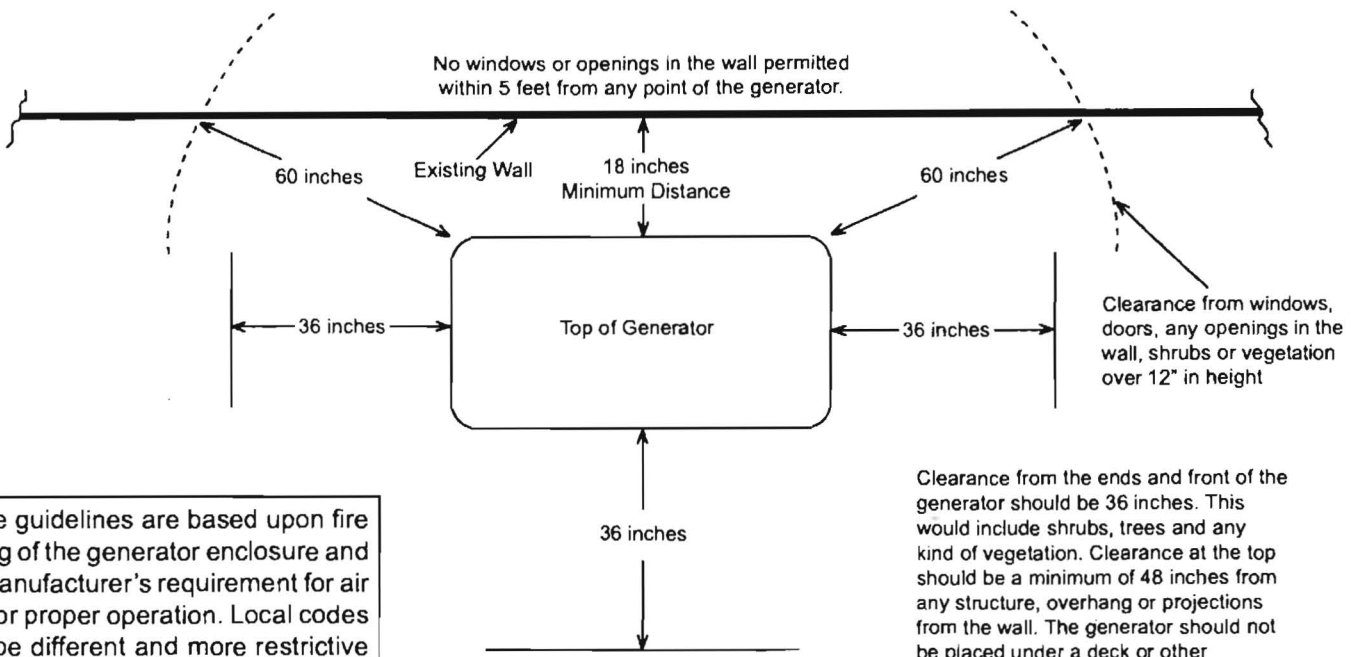 No windows or openings in the wall permitted
within 5 feet from any point of the generator.
60 inches
Existing Wall
18 inches
Minimum Distance
60 inches
36 inches
Top of Generator
36 inches
Clearance from windows,
doors, any openings in the
wall, shrubs or vegetation
over 12" in height
36 inches
Clearance from the ends and front of the
generator should be 36 inches. This
would include shrubs, trees and any
kind of vegetation. Clearance at the top
should be a minimum of 48 inches from
any structure, overhang or projections
from the wall. The generator should not
be placed under a deck or other
guidelines are based upon fire
of the generator enclosure and
requirement for air
proper operation. Local codes
be different and more restrictive